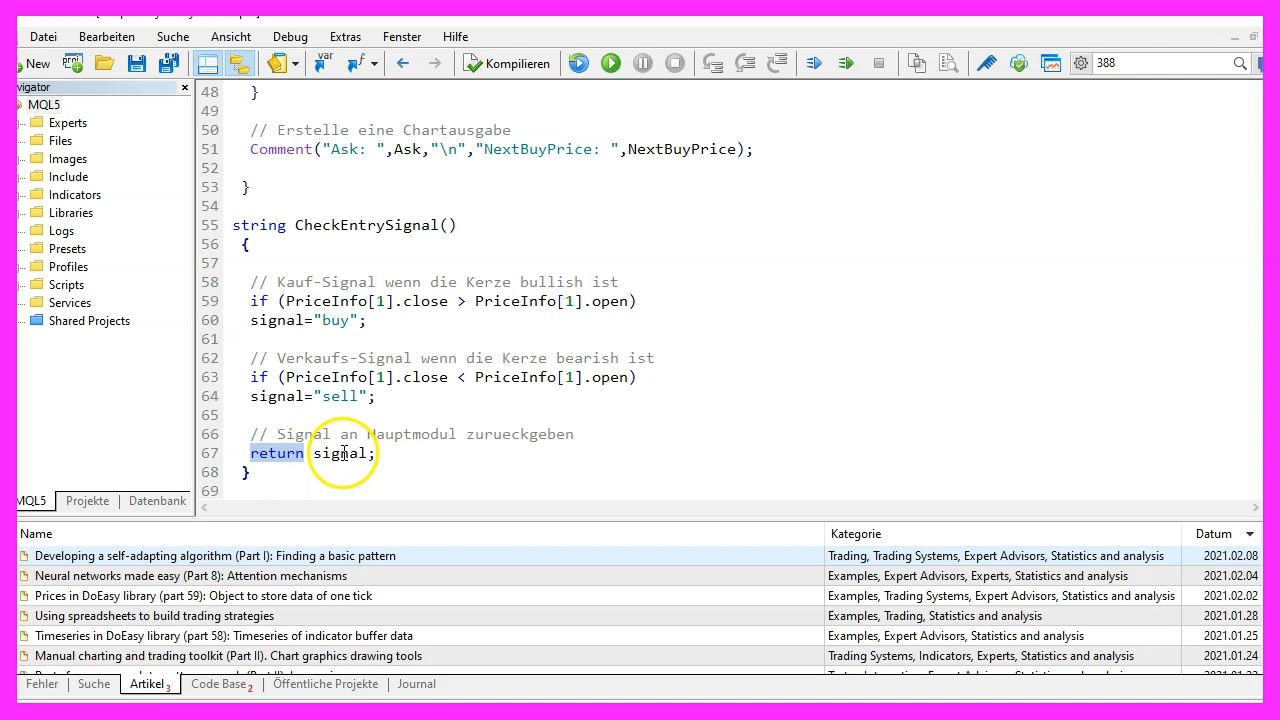 Datei Bearbeiten Suche Ansicht Debug Extras Fenster Hilfe
New Kompilieren 388
MQL5
Experts
Files
Images
Include
Indicators
Libraries
Logs
Presets
Profiles
Scripts
Services
Shared Projects
MQL5 Projekte Datenbank
48 }
49
50 // Erstelle eine Chartausgabe
51 Comment("Ask: ",Ask,"\n","NextBuyPrice: ",NextBuyPrice);
52
53 }
54
55 string CheckEntrySignal()
56 {
57
58 // Kauf-Signal wenn die Kerze bullish ist
59 if (PriceInfo[1].close > PriceInfo[1].open)
60 signal="buy";
61
62 // Verkaufs-Signal wenn die Kerze bearish ist
63 if (PriceInfo[1].close < PriceInfo[1].open)
64 signal="sell";
65
66 // Signal an Hauptmodul zurueckgeben
67 return signal;
68 }
69
Name Kategorie Datum
Developing a self-adapting algorithm (Part I): Finding a basic pattern Trading, Trading Systems, Expert Advisors, Statistics and analysis 2021.02.08
Neural networks made easy (Part 8): Attention mechanisms Examples, Expert Advisors, Experts, Statistics and analysis 2021.02.04
Prices in DoEasy library (part 59): Object to store data of one tick Examples, Trading Systems, Expert Advisors, Statistics and analysis 2021.02.02
Using spreadsheets to build trading strategies Examples, Trading, Statistics and analysis 2021.01.28
Timeseries in DoEasy library (part 58): Timeseries of indicator buffer data Examples, Expert Advisors, Statistics and analysis 2021.01.25
Manual charting and trading toolkit (Part II). Chart graphics drawing tools Trading Systems, Indicators, Experts, Statistics and analysis 2021.01.24
Fehler Suche Artikel 3 Code Base 2 Öffentliche Projekte Journal